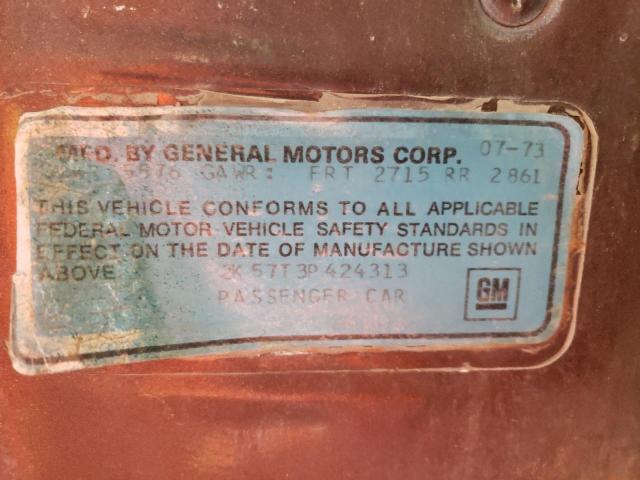 MFD. BY GENERAL MOTORS CORP. 07-73
5576 GAWR: FRT 2715 RR 2861
THIS VEHICLE CONFORMS TO ALL APPLICABLE
FEDERAL MOTOR VEHICLE SAFETY STANDARDS IN
EFFECT ON THE DATE OF MANUFACTURE SHOWN
ABOVE 2K57T3P424313
PASSENGER CAR
GM